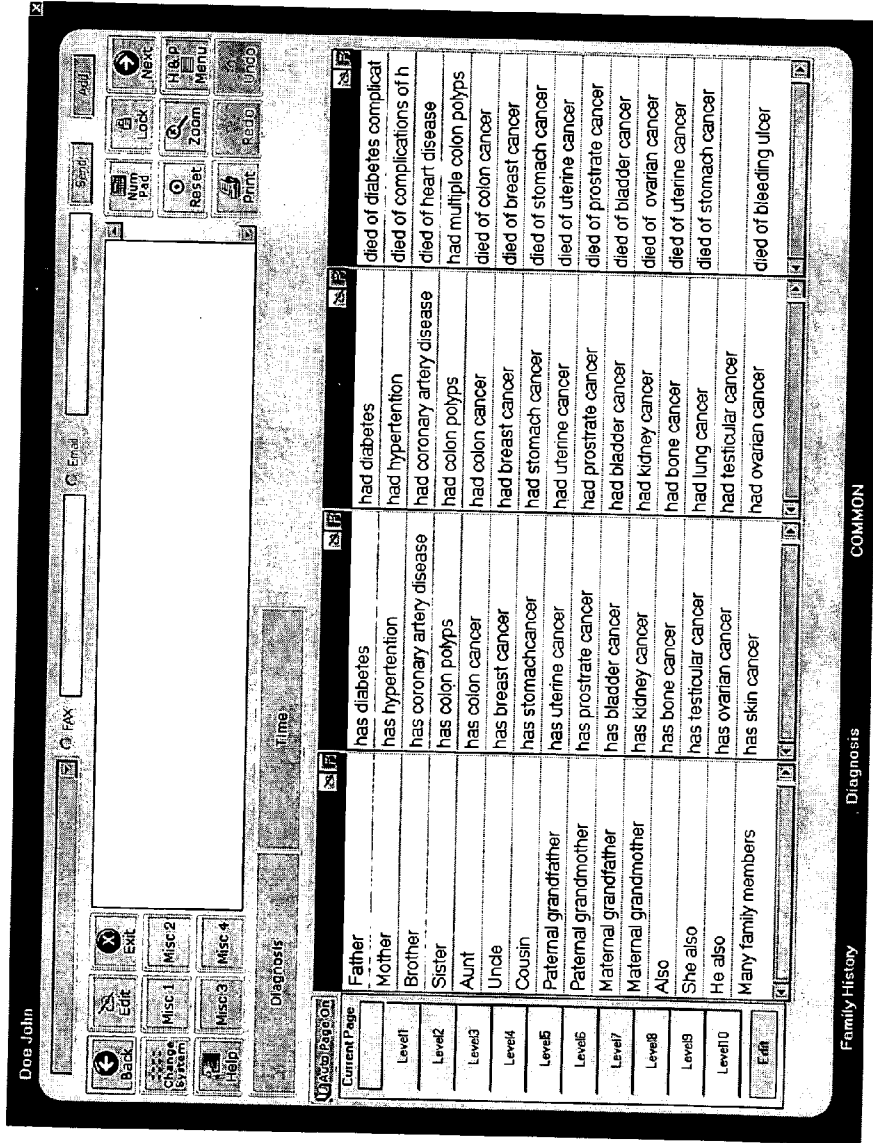 Doe John
FAX
Email
Send
Add
Back
Edit
Exit
Change System
Misc:1
Misc:2
Help
Misc:3
Misc:4
Num Pad
Lock
Next
Reset
Zoom
H & P Menu
Print
Redo
Undo
Diagnosis
Time
Auto Page On
Current Page
Level1
Level2
Level3
Level4
Level5
Level6
Level7
Level8
Level9
Level10
Edit
Father
Mother
Brother
Sister
Aunt
Uncle
Cousin
Paternal grandfather
Paternal grandmother
Maternal grandfather
Maternal grandmother
Also
She also
He also
Many family members
has diabetes
has hypertention
has coronary artery disease
has colon polyps
has colon cancer
has breast cancer
has stomachcancer
has uterine cancer
has prostrate cancer
has bladder cancer
has kidney cancer
has bone cancer
has testicular cancer
has ovarian cancer
has skin cancer
had diabetes
had hypertention
had coronary artery disease
had colon polyps
had colon cancer
had breast cancer
had stomach cancer
had uterine cancer
had prostrate cancer
had bladder cancer
had kidney cancer
had bone cancer
had lung cancer
had testicular cancer
had ovarian cancer
died of diabetes complicat
died of complications of h
died of heart disease
had multiple colon polyps
died of colon cancer
died of breast cancer
died of stomach cancer
died of uterine cancer
died of prostrate cancer
died of bladder cancer
died of ovarian cancer
died of uterine cancer
died of stomach cancer
died of bleeding ulcer
Family History
Diagnosis
COMMON